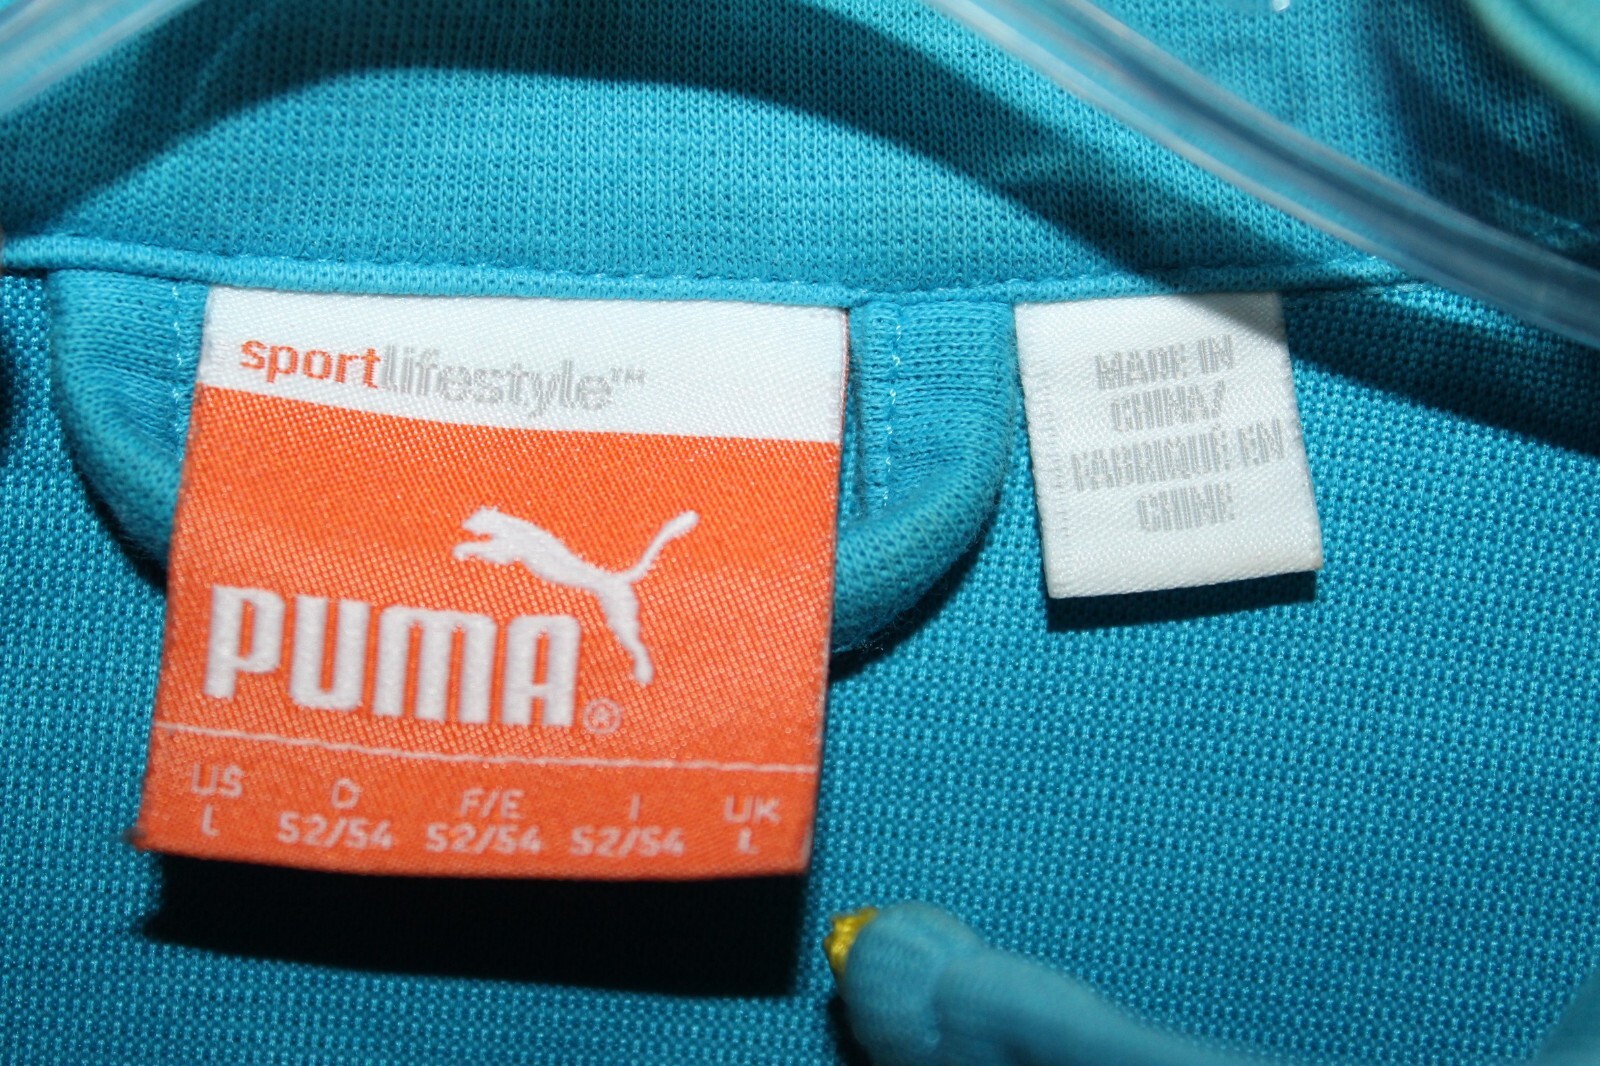 sportlifestyle™
PUMA®
US D F/E I UK
L 52/54 52/54 52/54 L
MADE IN
CHINA/
FABRIQUÉ EN
CHINE